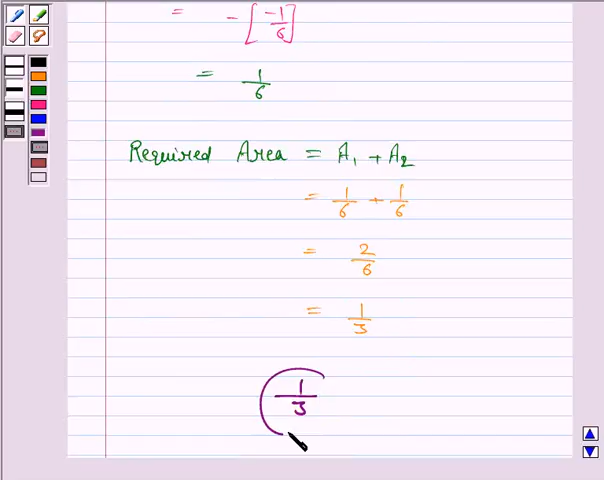 = - [ -1/6 ]
= 1/6
Required Area = A₁ + A₂
= 1/6 + 1/6
= 2/6
= 1/3
1/3